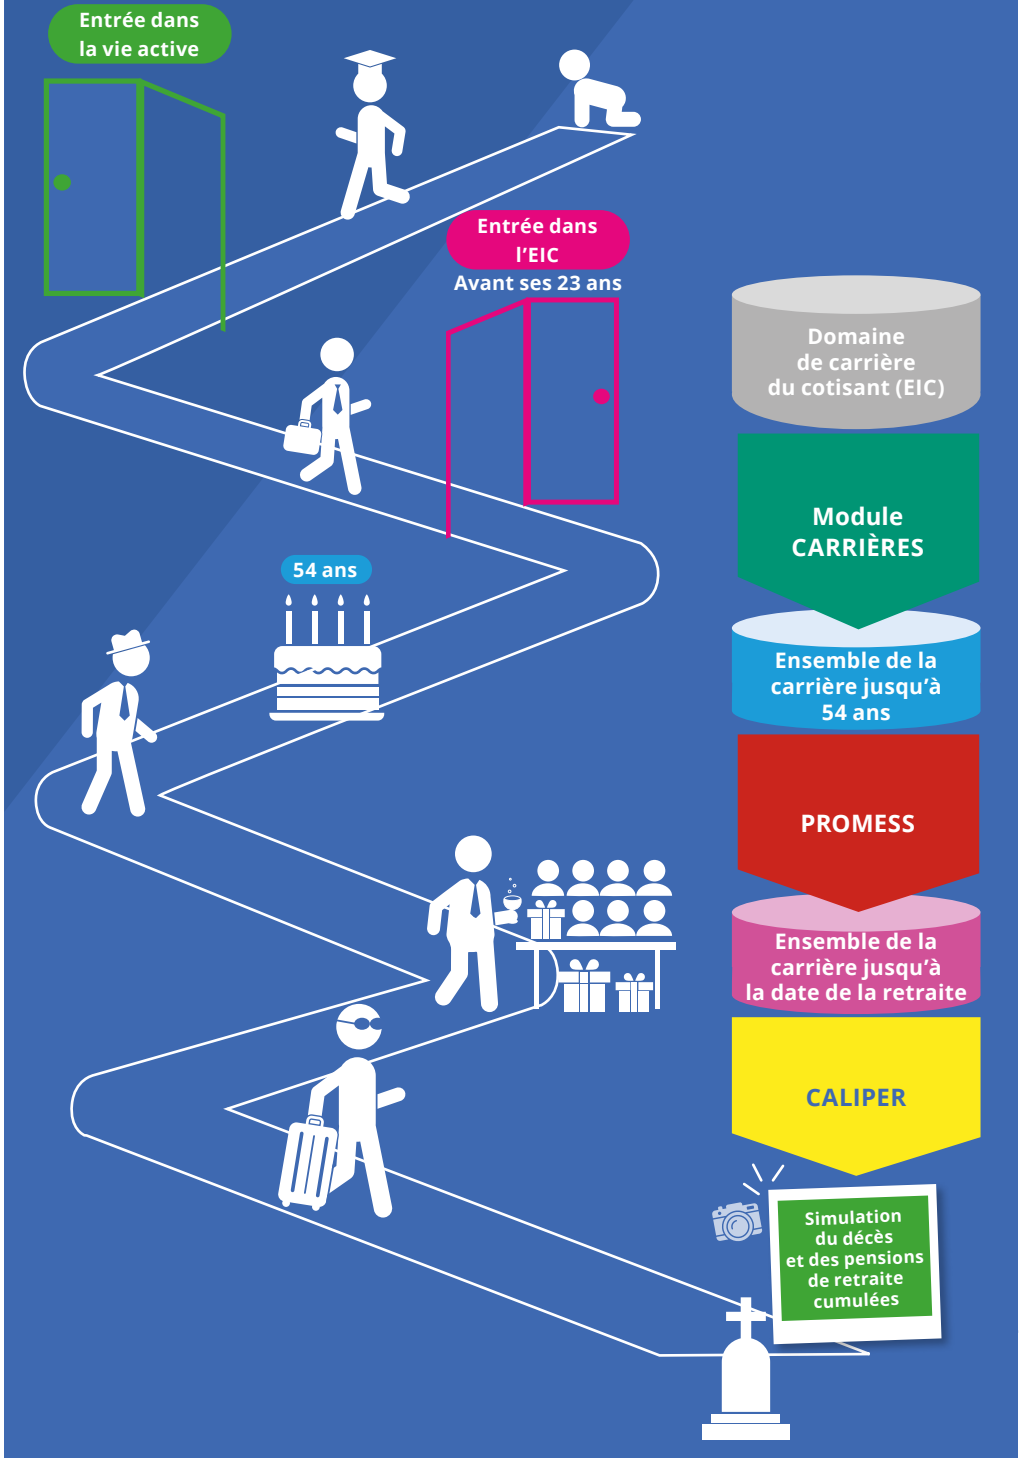 Entrée dans
la vie active
Entrée dans
l'EIC
Avant ses 23 ans
Domaine
de carrière
du cotisant (EIC)
Module
CARRIÈRES
54 ans
Ensemble de la
carrière jusqu'à
54 ans
PROMESS
Ensemble de la
carrière jusqu'à
la date de la retraite
CALIPER
Simulation
du décès
et des pensions
de retraite
cumulées